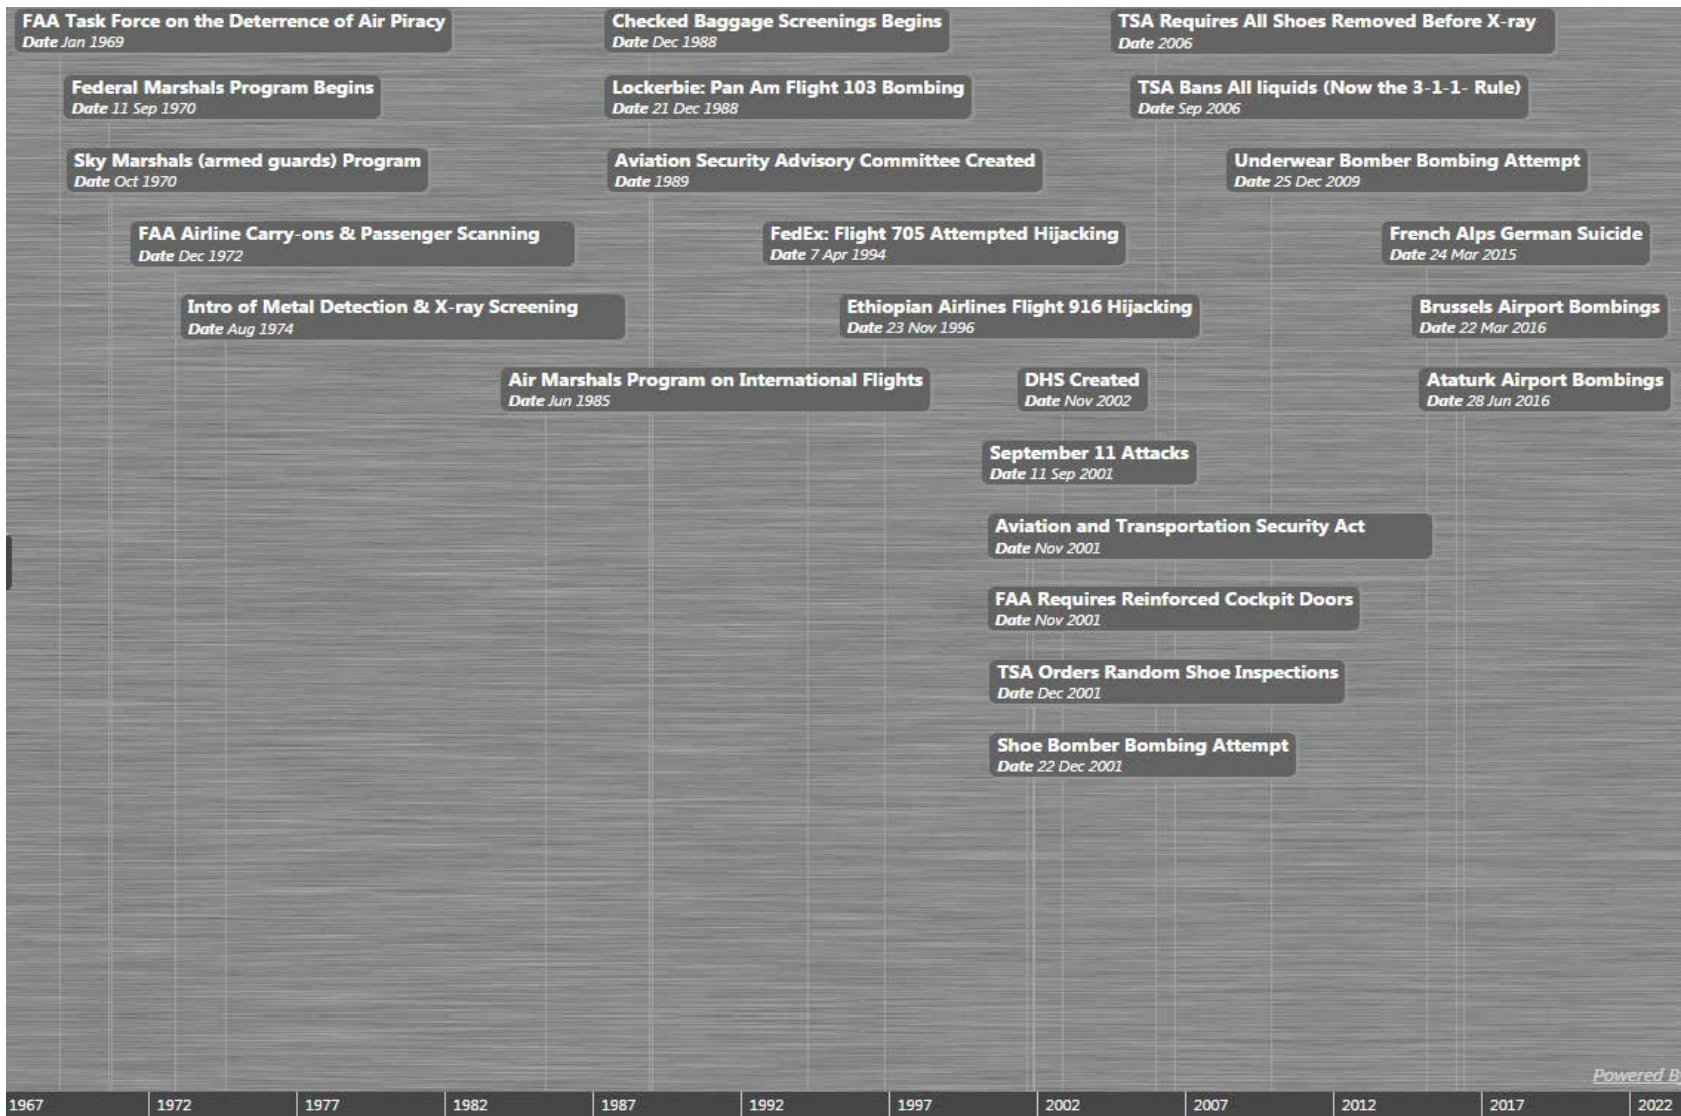 FAA Task Force on the Deterrence of Air Piracy
Date Jan 1969
Federal Marshals Program Begins
Date 11 Sep 1970
Sky Marshals (armed guards) Program
Date Oct 1970
FAA Airline Carry-ons & Passenger Scanning
Date Dec 1972
Intro of Metal Detection & X-ray Screening
Date Aug 1974
Air Marshals Program on International Flights
Date Jun 1985
Checked Baggage Screenings Begins
Date Dec 1988
Lockerbie: Pan Am Flight 103 Bombing
Date 21 Dec 1988
Aviation Security Advisory Committee Created
Date 1989
FedEx: Flight 705 Attempted Hijacking
Date 7 Apr 1994
Ethiopian Airlines Flight 916 Hijacking
Date 23 Nov 1996
DHS Created
Date Nov 2002
September 11 Attacks
Date 11 Sep 2001
Aviation and Transportation Security Act
Date Nov 2001
FAA Requires Reinforced Cockpit Doors
Date Nov 2001
TSA Orders Random Shoe Inspections
Date Dec 2001
Shoe Bomber Bombing Attempt
Date 22 Dec 2001
TSA Requires All Shoes Removed Before X-ray
Date 2006
TSA Bans All liquids (Now the 3-1-1- Rule)
Date Sep 2006
Underwear Bomber Bombing Attempt
Date 25 Dec 2009
French Alps German Suicide
Date 24 Mar 2015
Brussels Airport Bombings
Date 22 Mar 2016
Ataturk Airport Bombings
Date 28 Jun 2016
Powered B
1967 1972 1977 1982 1987 1992 1997 2002 2007 2012 2017 2022